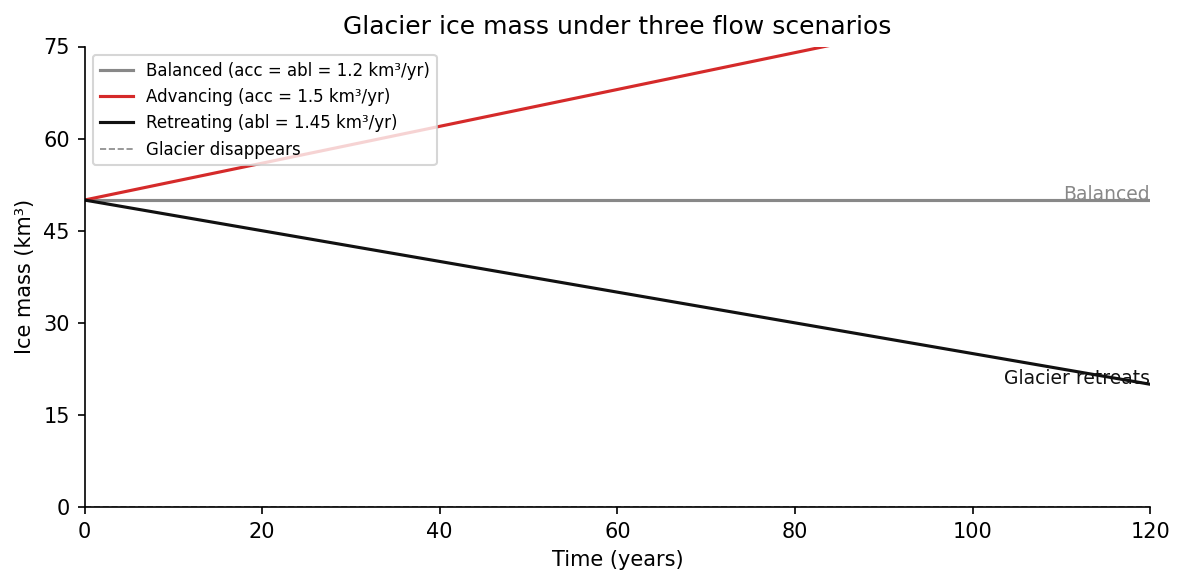 Glacier ice mass under three flow scenarios
Balanced (acc = abl = 1.2 km³/yr)
Advancing (acc = 1.5 km³/yr)
Retreating (abl = 1.45 km³/yr)
Glacier disappears
Balanced
Glacier retreats
Ice mass (km³)
75
60
45
30
15
0
0 20 40 60 80 100 120
Time (years)